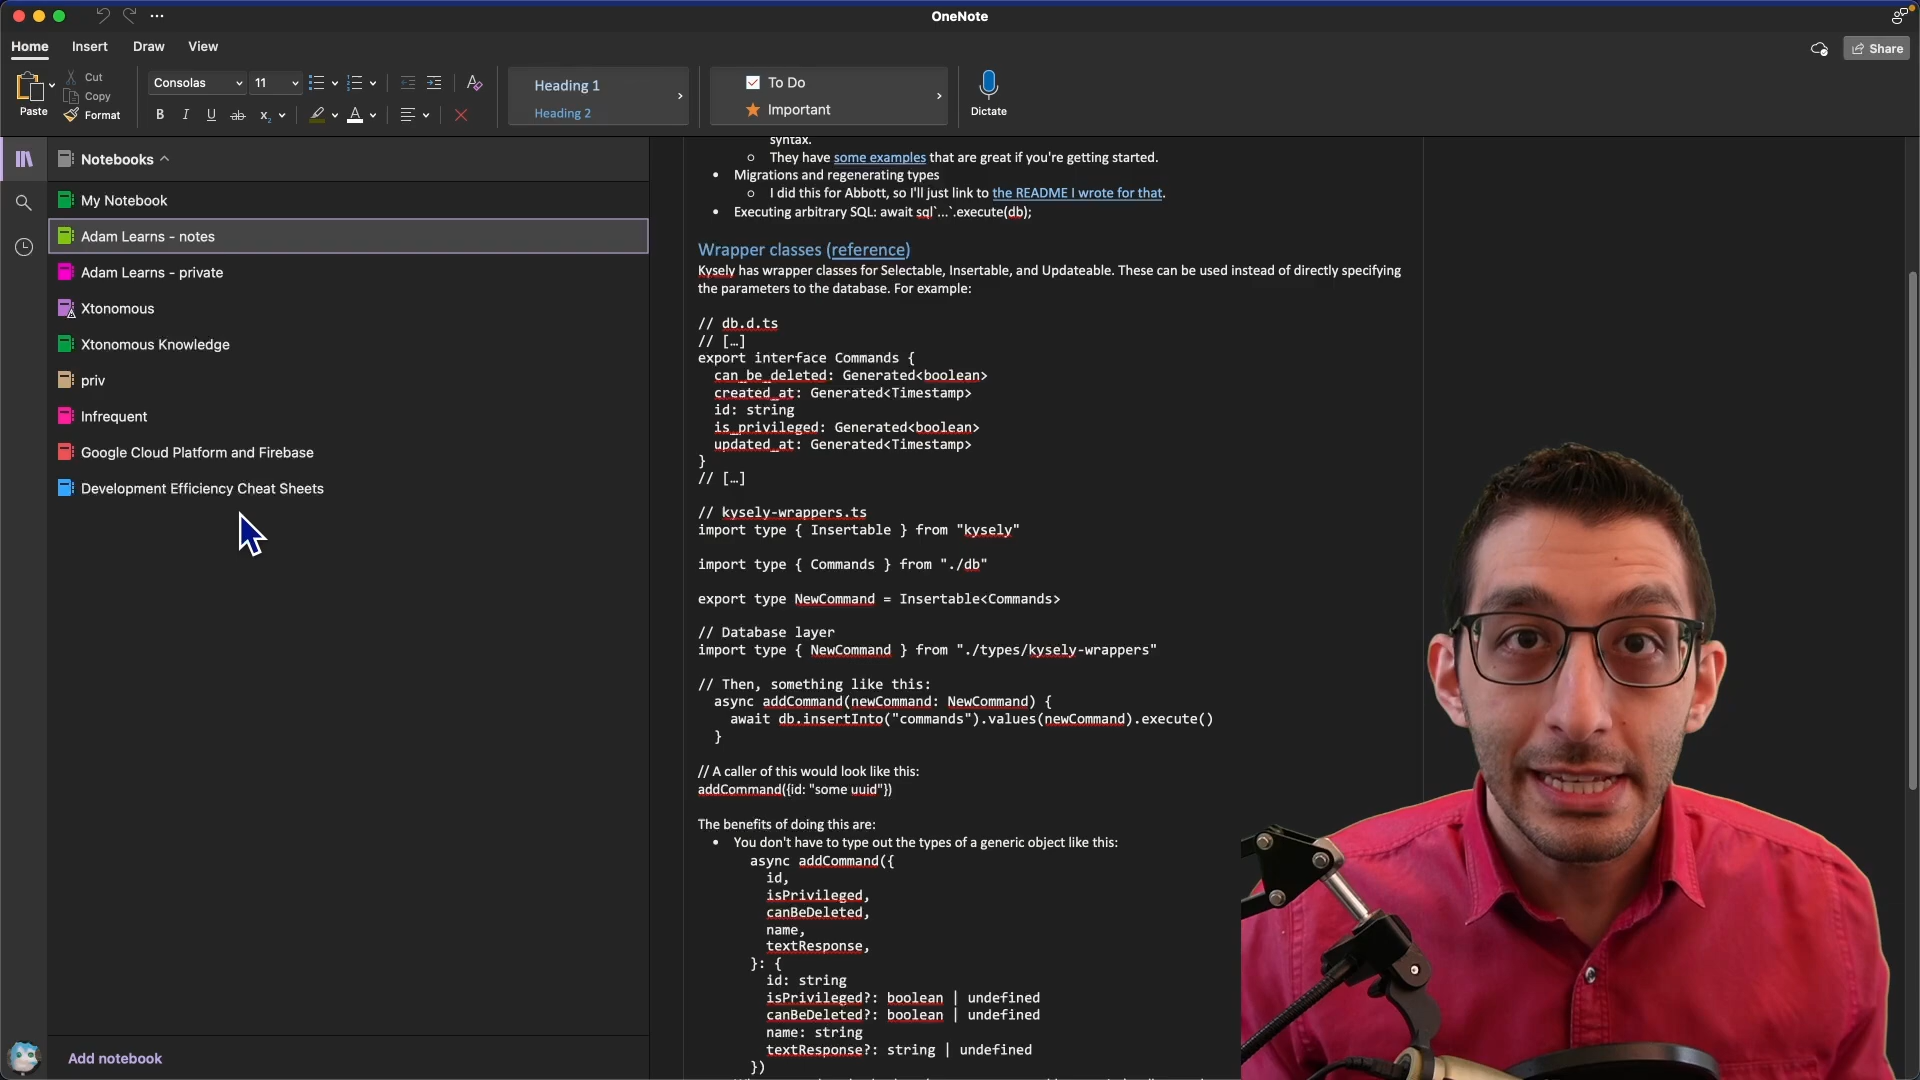 OneNote
Home Insert Draw View
Share
Paste
Cut
Copy
Format
Consolas 11
B I U ab x₂ A
Heading 1
Heading 2
To Do
Important
Dictate
Notebooks
My Notebook
Adam Learns - notes
Adam Learns - private
Xtonomous
Xtonomous Knowledge
priv
Infrequent
Google Cloud Platform and Firebase
Development Efficiency Cheat Sheets
Add notebook
syntax.
○ They have some examples that are great if you're getting started.
• Migrations and regenerating types
○ I did this for Abbott, so I'll just link to the README I wrote for that.
• Executing arbitrary SQL: await sql`...`.execute(db);
Wrapper classes (reference)
Kysely has wrapper classes for Selectable, Insertable, and Updateable. These can be used instead of directly specifying
the parameters to the database. For example:
// db.d.ts
// […]
export interface Commands {
can_be_deleted: Generated<boolean>
created_at: Generated<Timestamp>
id: string
is_privileged: Generated<boolean>
updated_at: Generated<Timestamp>
}
// […]
// kysely-wrappers.ts
import type { Insertable } from "kysely"
import type { Commands } from "./db"
export type NewCommand = Insertable<Commands>
// Database layer
import type { NewCommand } from "./types/kysely-wrappers"
// Then, something like this:
async addCommand(newCommand: NewCommand) {
await db.insertInto("commands").values(newCommand).execute()
}
// A caller of this would look like this:
addCommand({id: "some uuid"})
The benefits of doing this are:
• You don't have to type out the types of a generic object like this:
async addCommand({
id,
isPrivileged,
canBeDeleted,
name,
textResponse,
}: {
id: string
isPrivileged?: boolean | undefined
canBeDeleted?: boolean | undefined
name: string
textResponse?: string | undefined
})